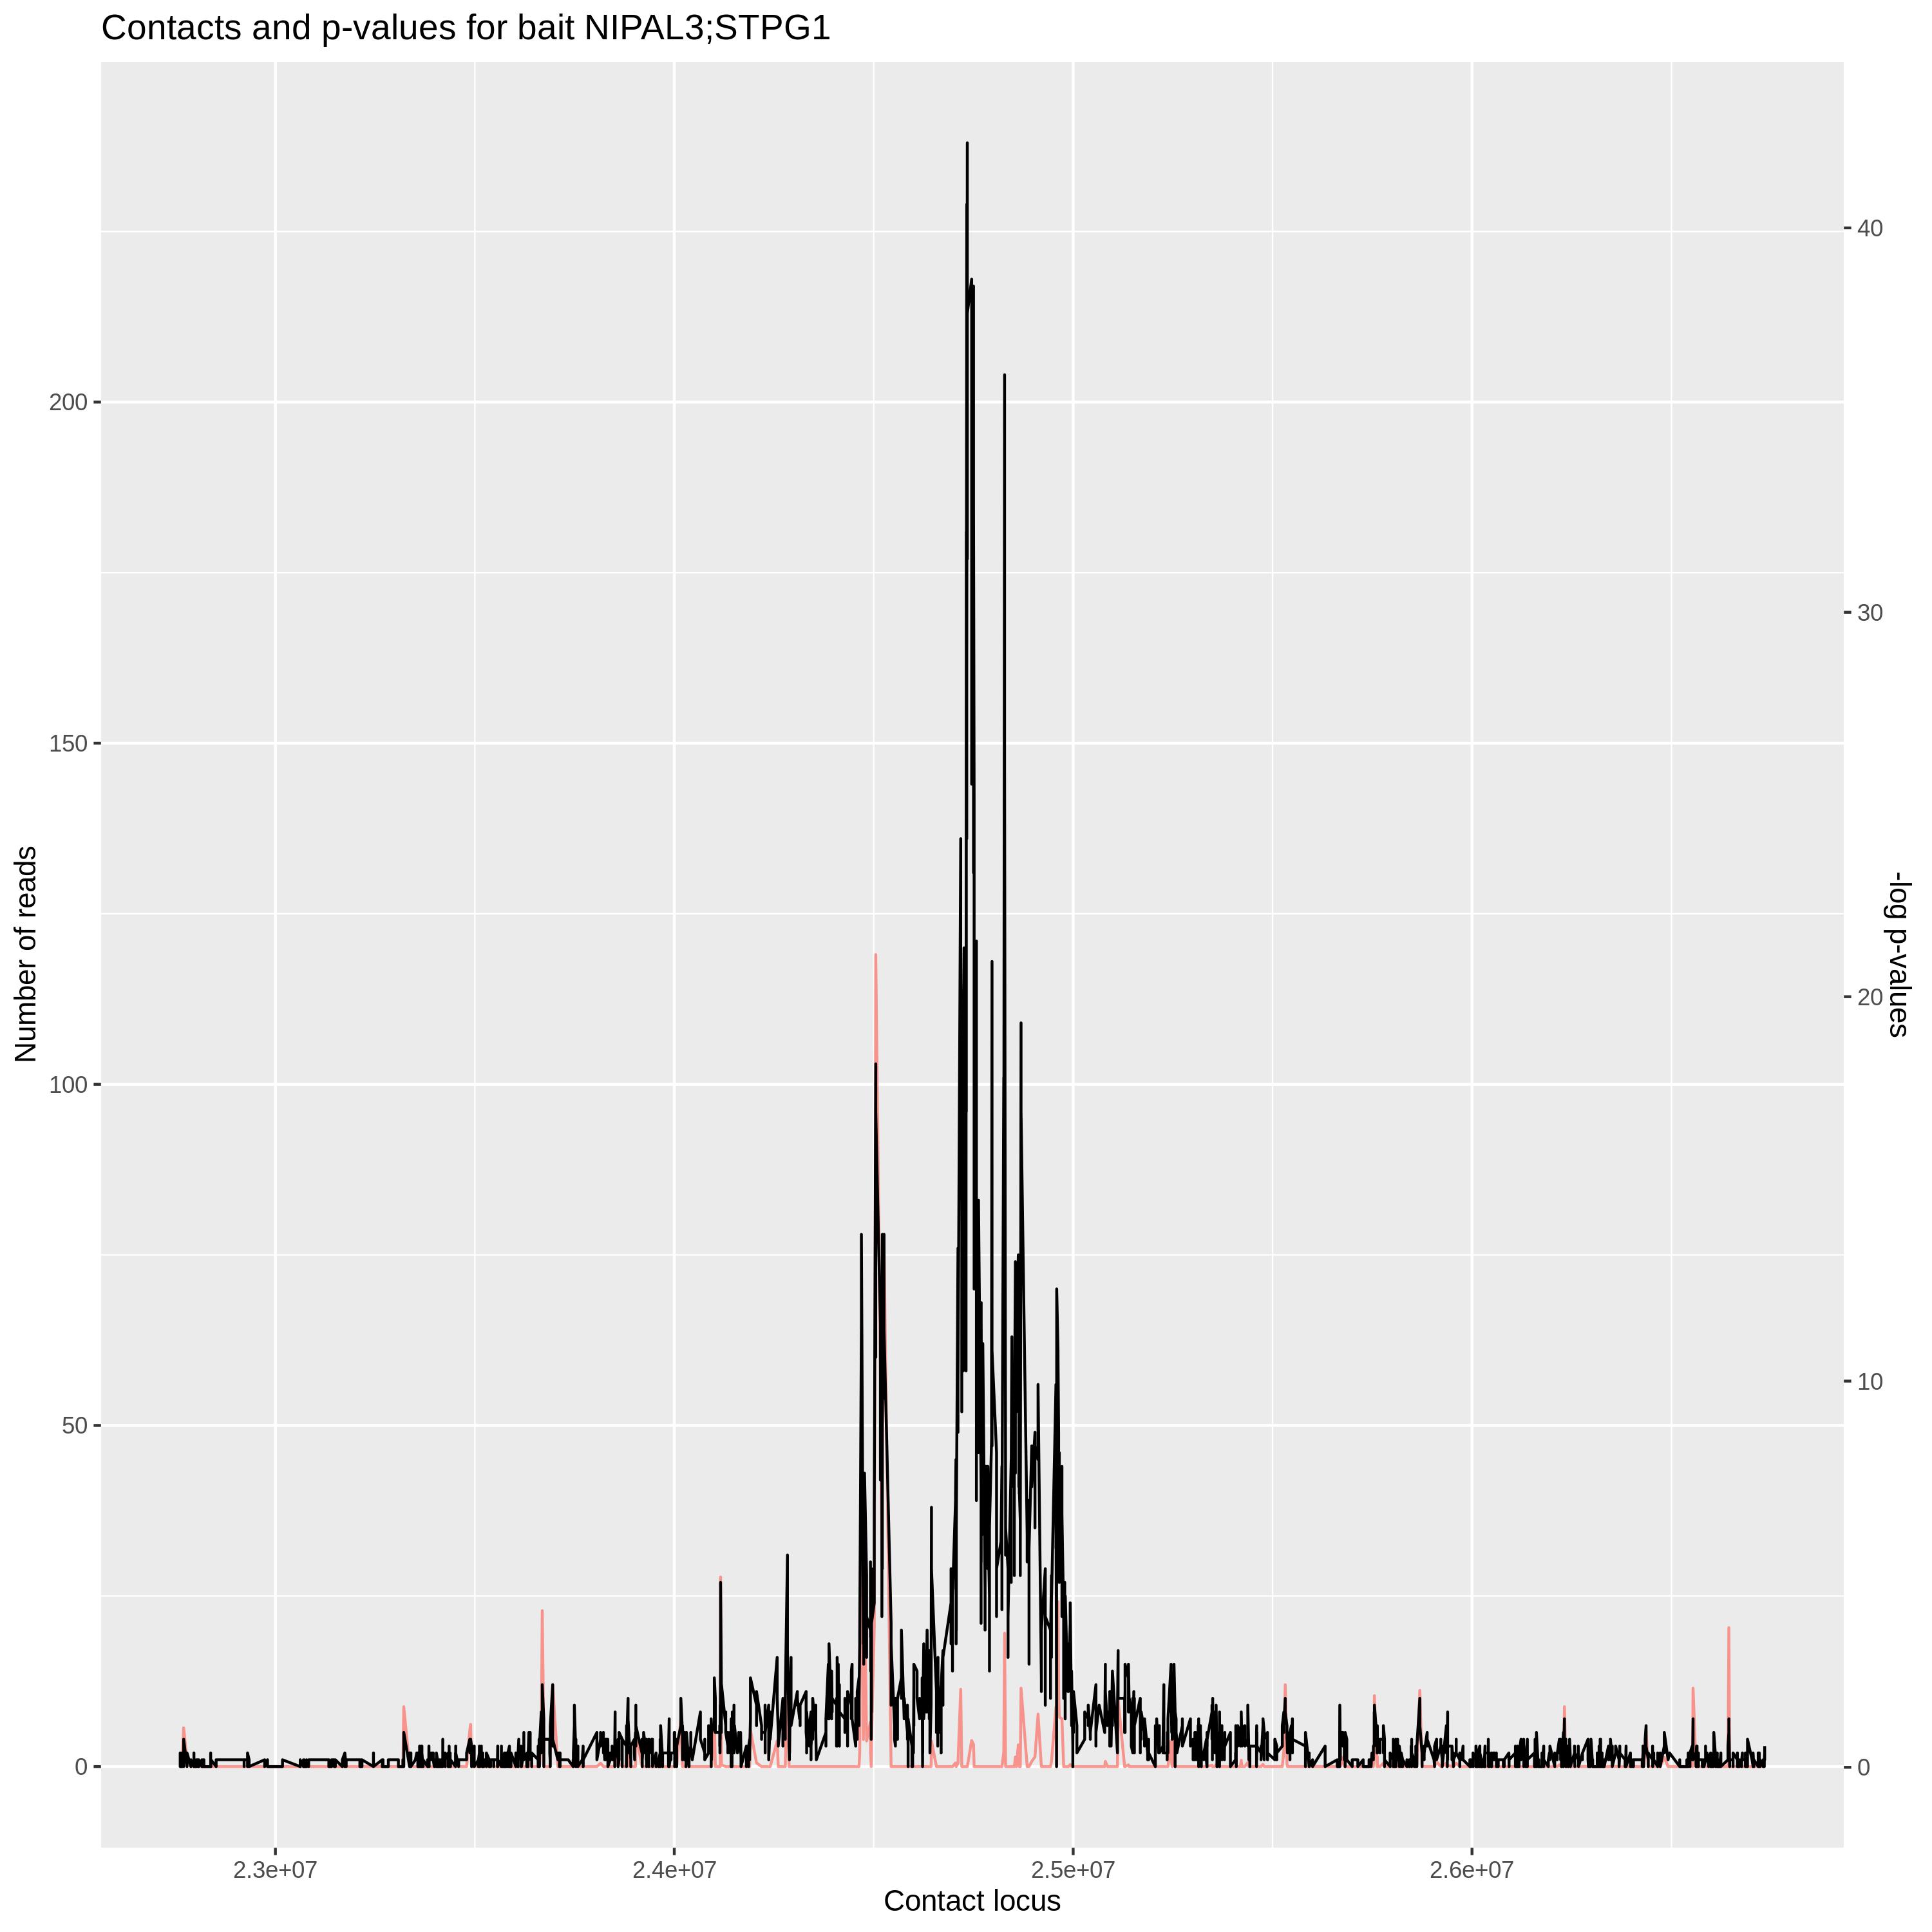 Contacts and p-values for bait NIPAL3;STPG1
Number of reads
200
150
100
50
0
40
30
20
10
0
-log p-values
2.3e+07
2.4e+07
2.5e+07
2.6e+07
Contact locus